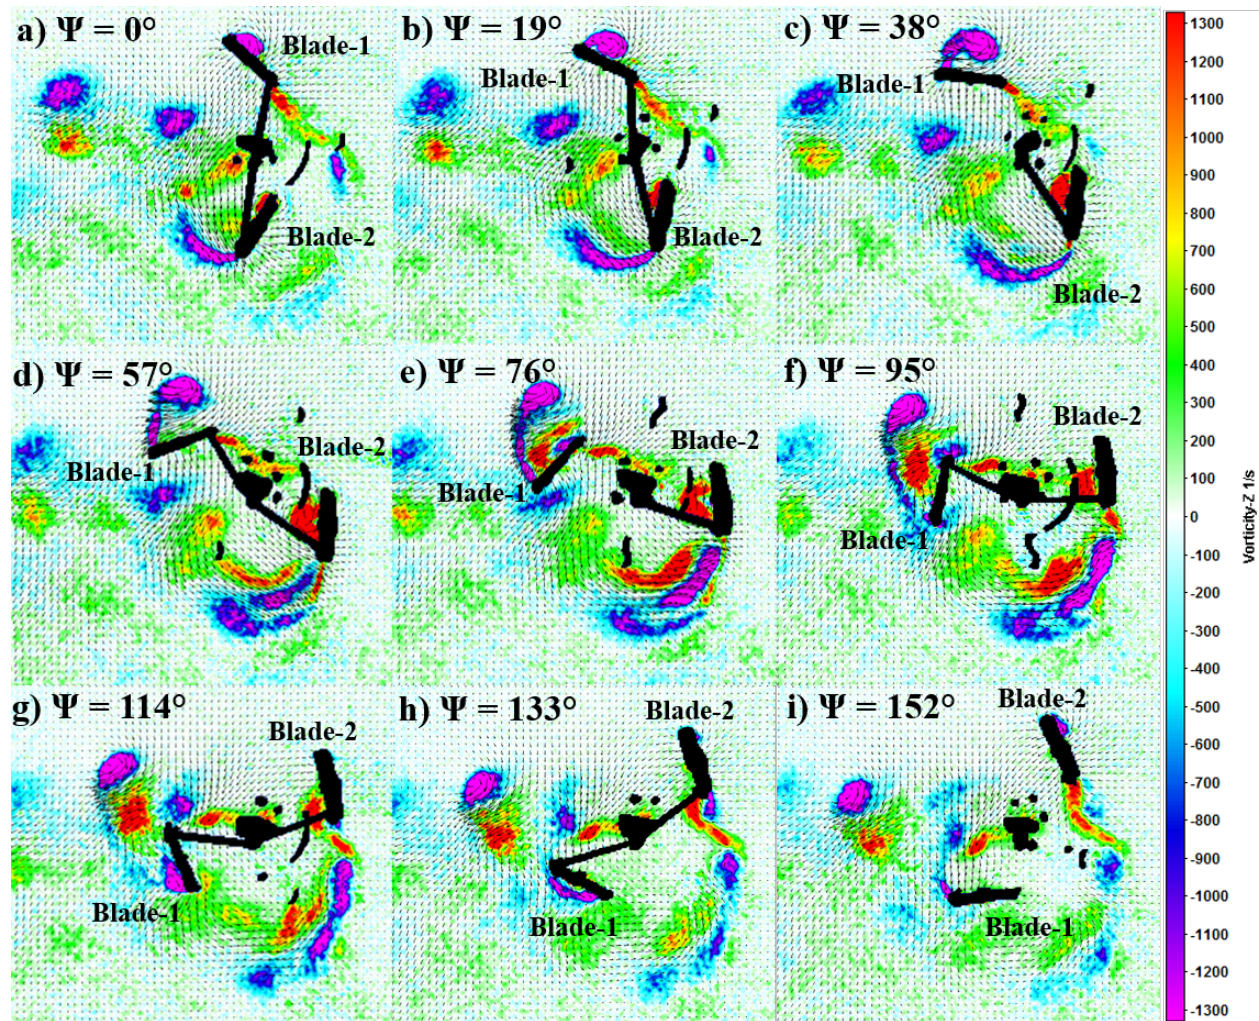 a) Ψ = 0°
Blade-1
Blade-2
b) Ψ = 19°
Blade-1
Blade-2
c) Ψ = 38°
Blade-1
Blade-2
d) Ψ = 57°
Blade-2
Blade-1
e) Ψ = 76°
Blade-2
Blade-1
f) Ψ = 95°
Blade-2
Blade-1
g) Ψ = 114°
Blade-2
Blade-1
h) Ψ = 133°
Blade-2
Blade-1
i) Ψ = 152°
Blade-2
Blade-1
1300
1200
1100
1000
900
800
700
600
500
400
300
200
100
0
-100
-200
-300
-400
-500
-600
-700
-800
-900
-1000
-1100
-1200
-1300
Vorticity-Z 1/s